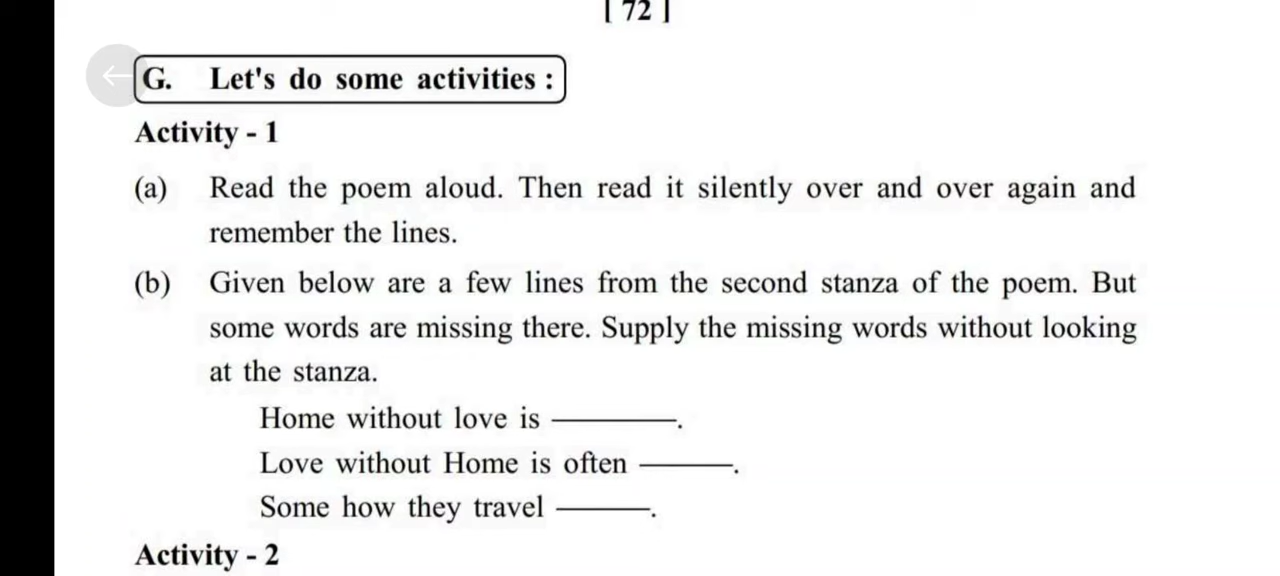 [ 72 ]
G. Let's do some activities :
Activity - 1
(a) Read the poem aloud. Then read it silently over and over again and
remember the lines.
(b) Given below are a few lines from the second stanza of the poem. But
some words are missing there. Supply the missing words without looking
at the stanza.
Home without love is ————.
Love without Home is often ———.
Some how they travel ———.
Activity - 2